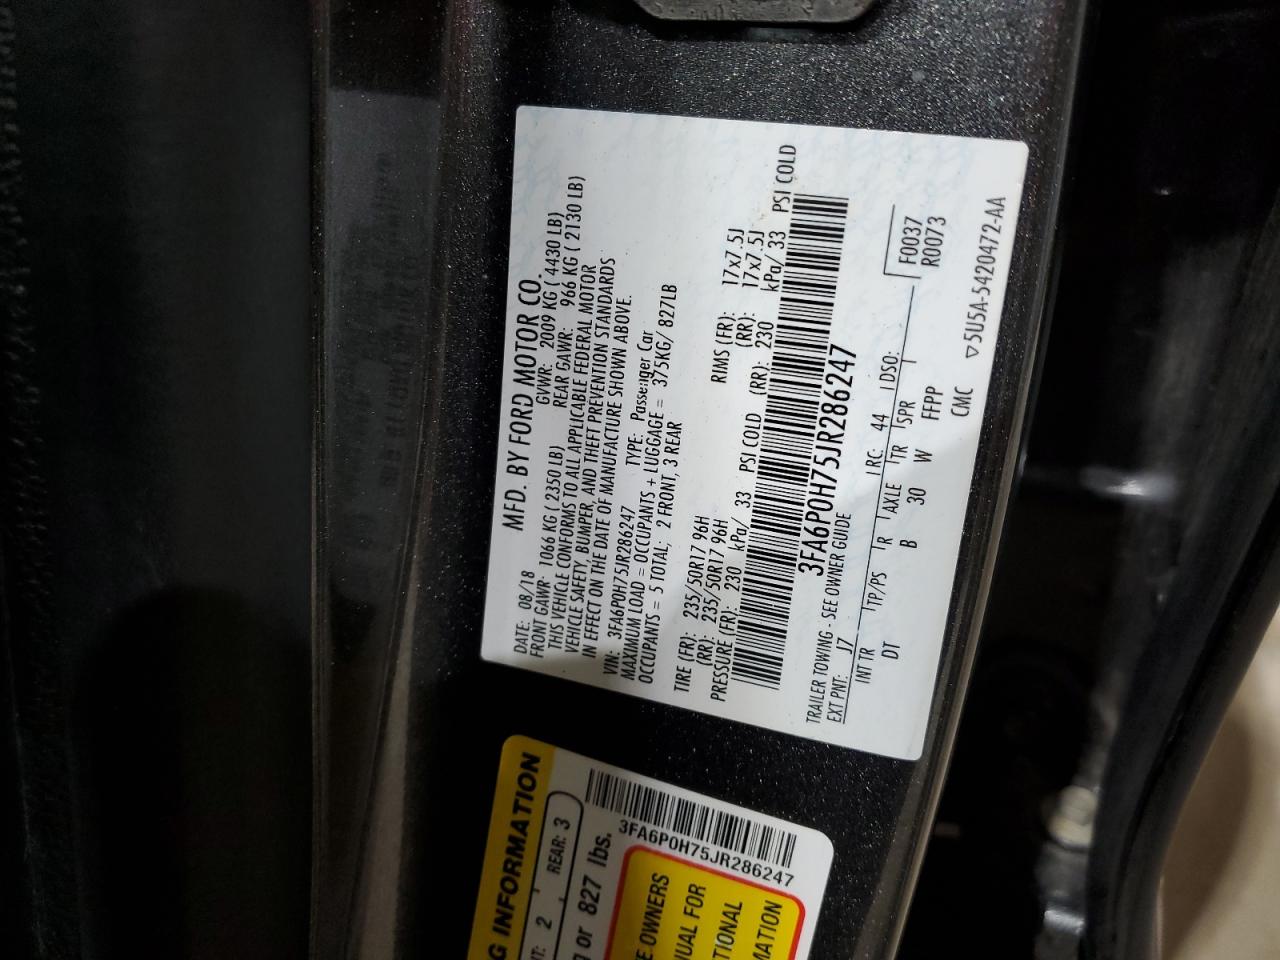 MFD. BY FORD MOTOR CO.
DATE: 08/18 GVWR: 2009 KG ( 4430 LB)
FRONT GAWR: 1066 KG ( 2350 LB) REAR GAWR: 966 KG ( 2130 LB)
THIS VEHICLE CONFORMS TO ALL APPLICABLE FEDERAL MOTOR
VEHICLE SAFETY, BUMPER, AND THEFT PREVENTION STANDARDS
IN EFFECT ON THE DATE OF MANUFACTURE SHOWN ABOVE.
VIN: 3FA6P0H75JR286247 TYPE: Passenger Car
MAXIMUM LOAD = OCCUPANTS + LUGGAGE = 375KG/ 827LB
OCCUPANTS = 5 TOTAL; 2 FRONT, 3 REAR
TIRE (FR): 235/50R17 96H RIMS (FR): 17x7.5J
(RR): 235/50R17 96H (RR): 17x7.5J
PRESSURE (FR): 230 kPa/ 33 PSI COLD (RR): 230 kPa/ 33 PSI COLD
3FA6P0H75JR286247
TRAILER TOWING - SEE OWNER GUIDE
EXT PNT: J7 RC: 44 DSO: F0037
R0073
INT TR TP/PS R AXLE TR SPR
DT B 30 W FFPP
CMC
▽5U5A-5420472-AA
G INFORMATION
2 REAR: 3
or 827 lbs.
3FA6P0H75JR286247
OWNERS
UAL FOR
TIONAL
MATION